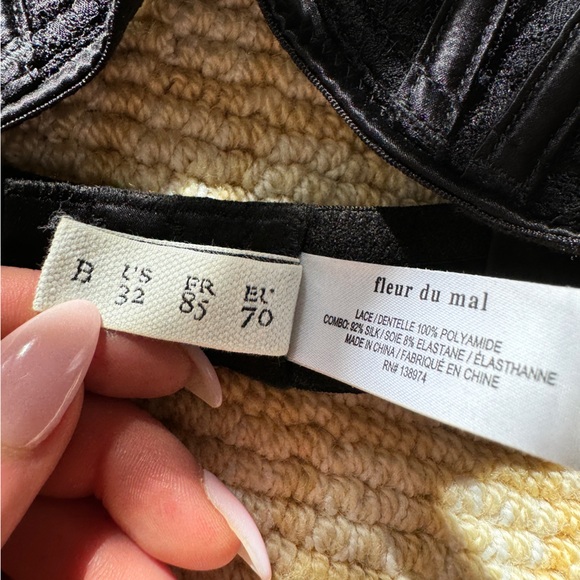 B US FR EU
32 85 70
fleur du mal
LACE / DENTELLE 100% POLYAMIDE
COMBO: 92% SILK / SOIE 8% ELASTANE / ÉLASTHANNE
MADE IN CHINA / FABRIQUÉ EN CHINE
RN# 138974